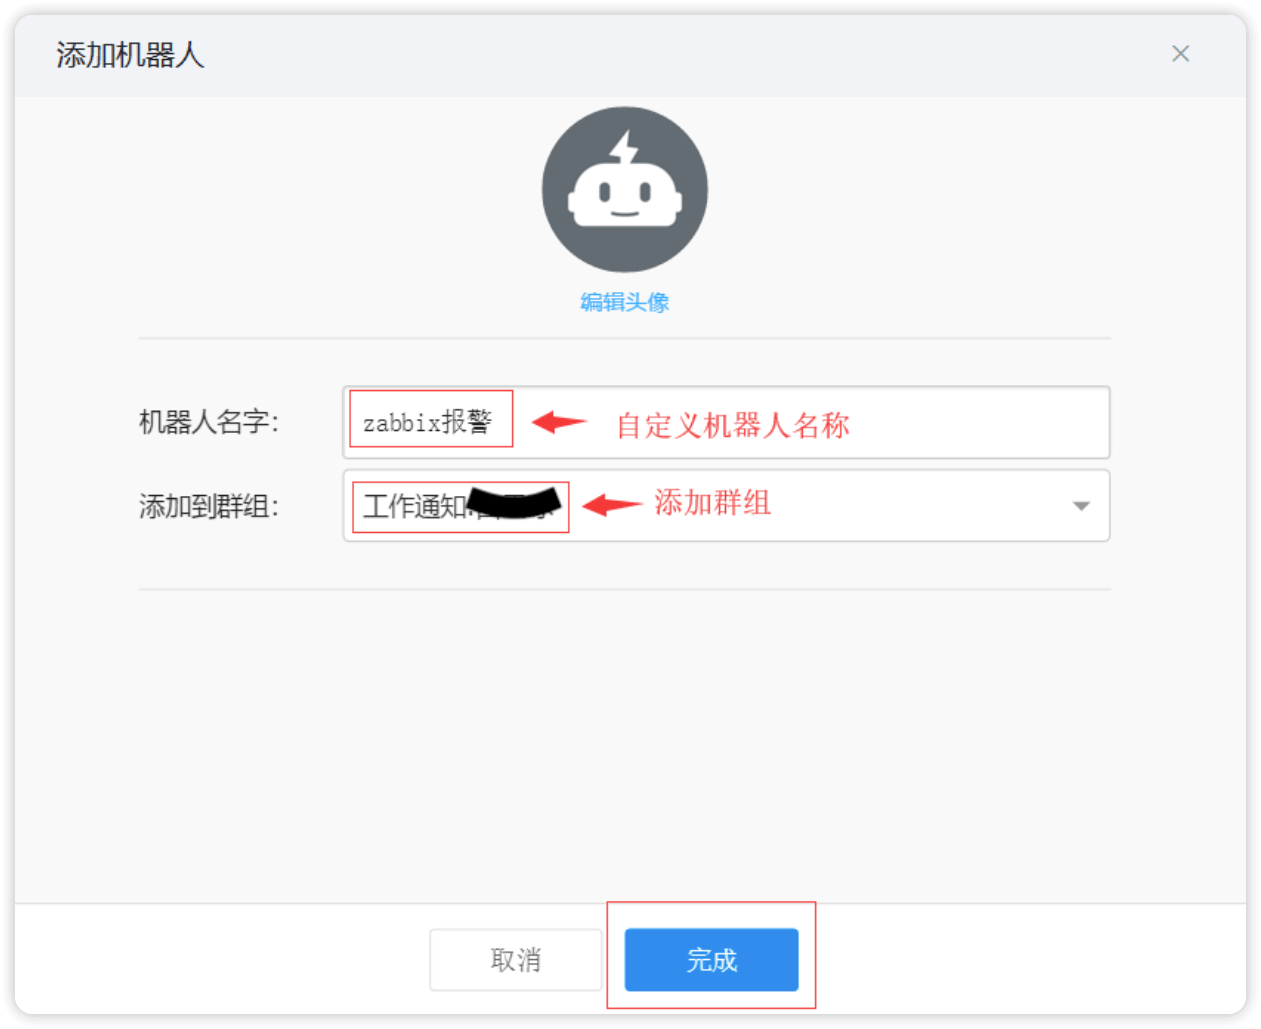 添加机器人
编辑头像
机器人名字: zabbix报警 自定义机器人名称
添加到群组: 工作通知: 添加群组
取消 完成